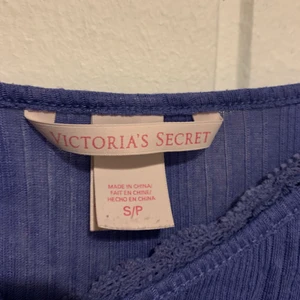 VICTORIA'S SECRET
MADE IN CHINA/
FAIT EN CHINE/
HECHO EN CHINA
S/P